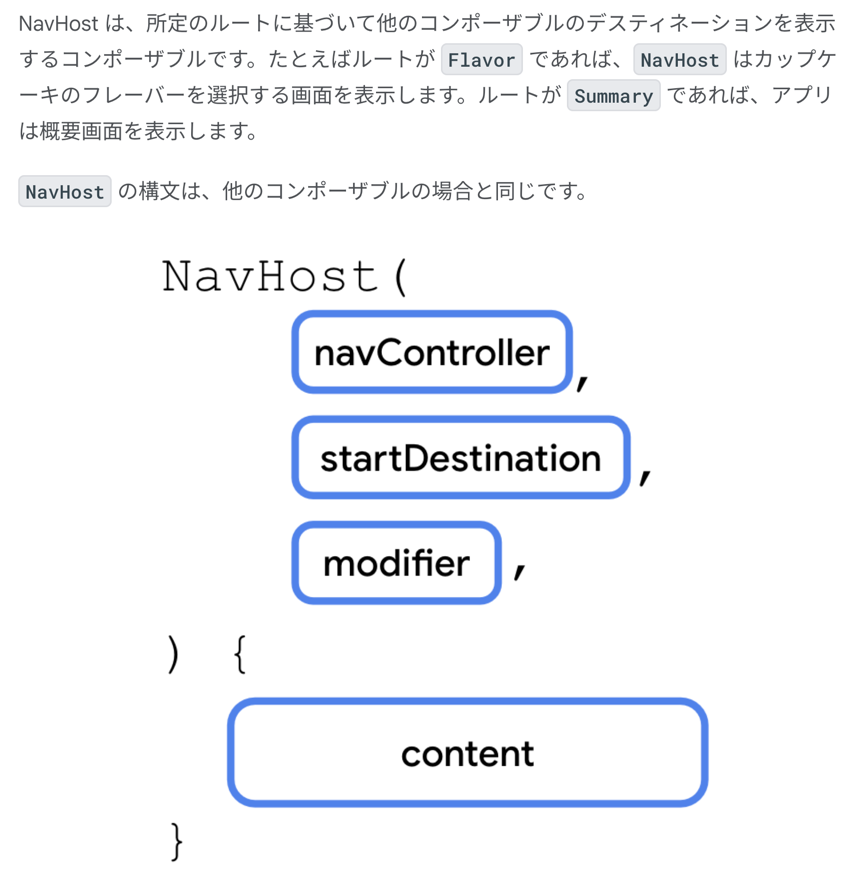 NavHost は、所定のルートに基づいて他のコンポーザブルのデスティネーションを表示
するコンポーザブルです。たとえばルートが Flavor であれば、 NavHost はカップケ
ーキのフレーバーを選択する画面を表示します。ルートが Summary であれば、アプリ
は概要画面を表示します。
NavHost の構文は、他のコンポーザブルの場合と同じです。
NavHost(
navController,
startDestination,
modifier,
) {
content
}